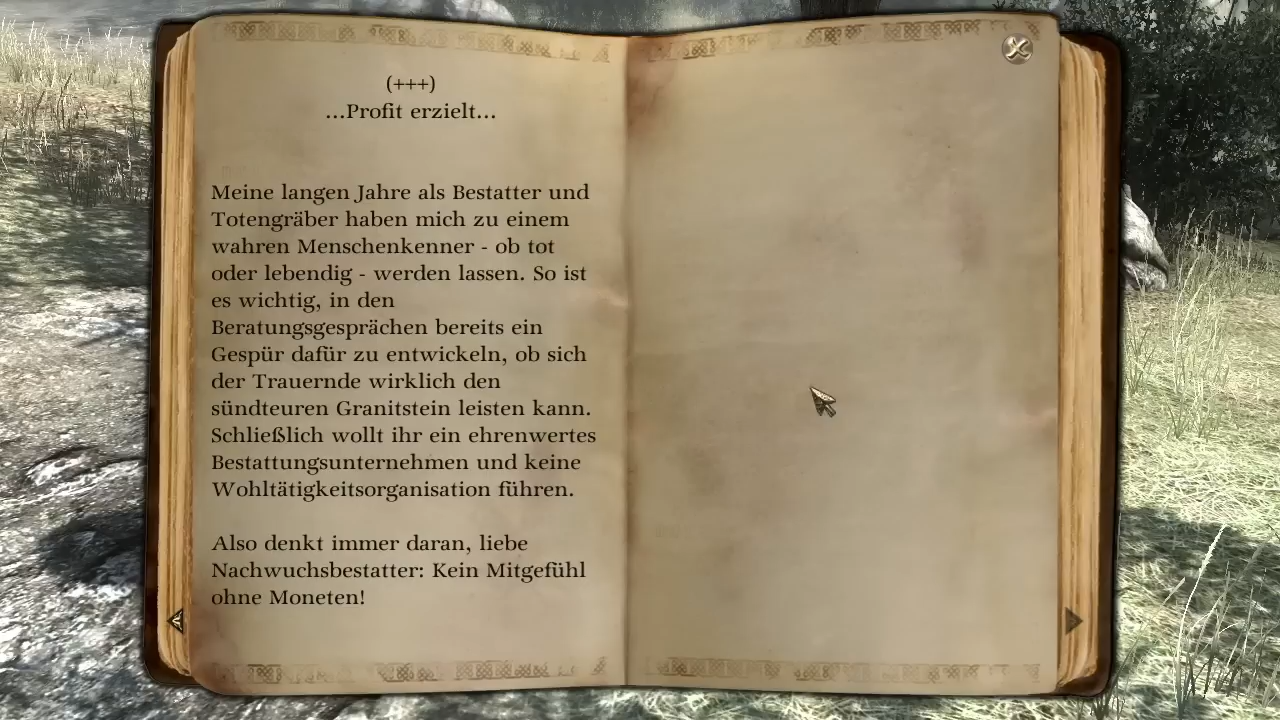 (+++)
...Profit erzielt...
Meine langen Jahre als Bestatter und
Totengräber haben mich zu einem
wahren Menschenkenner - ob tot
oder lebendig - werden lassen. So ist
es wichtig, in den
Beratungsgesprächen bereits ein
Gespür dafür zu entwickeln, ob sich
der Trauernde wirklich den
sündteuren Granitstein leisten kann.
Schließlich wollt ihr ein ehrenwertes
Bestattungsunternehmen und keine
Wohltätigkeitsorganisation führen.
Also denkt immer daran, liebe
Nachwuchsbestatter: Kein Mitgefühl
ohne Moneten!